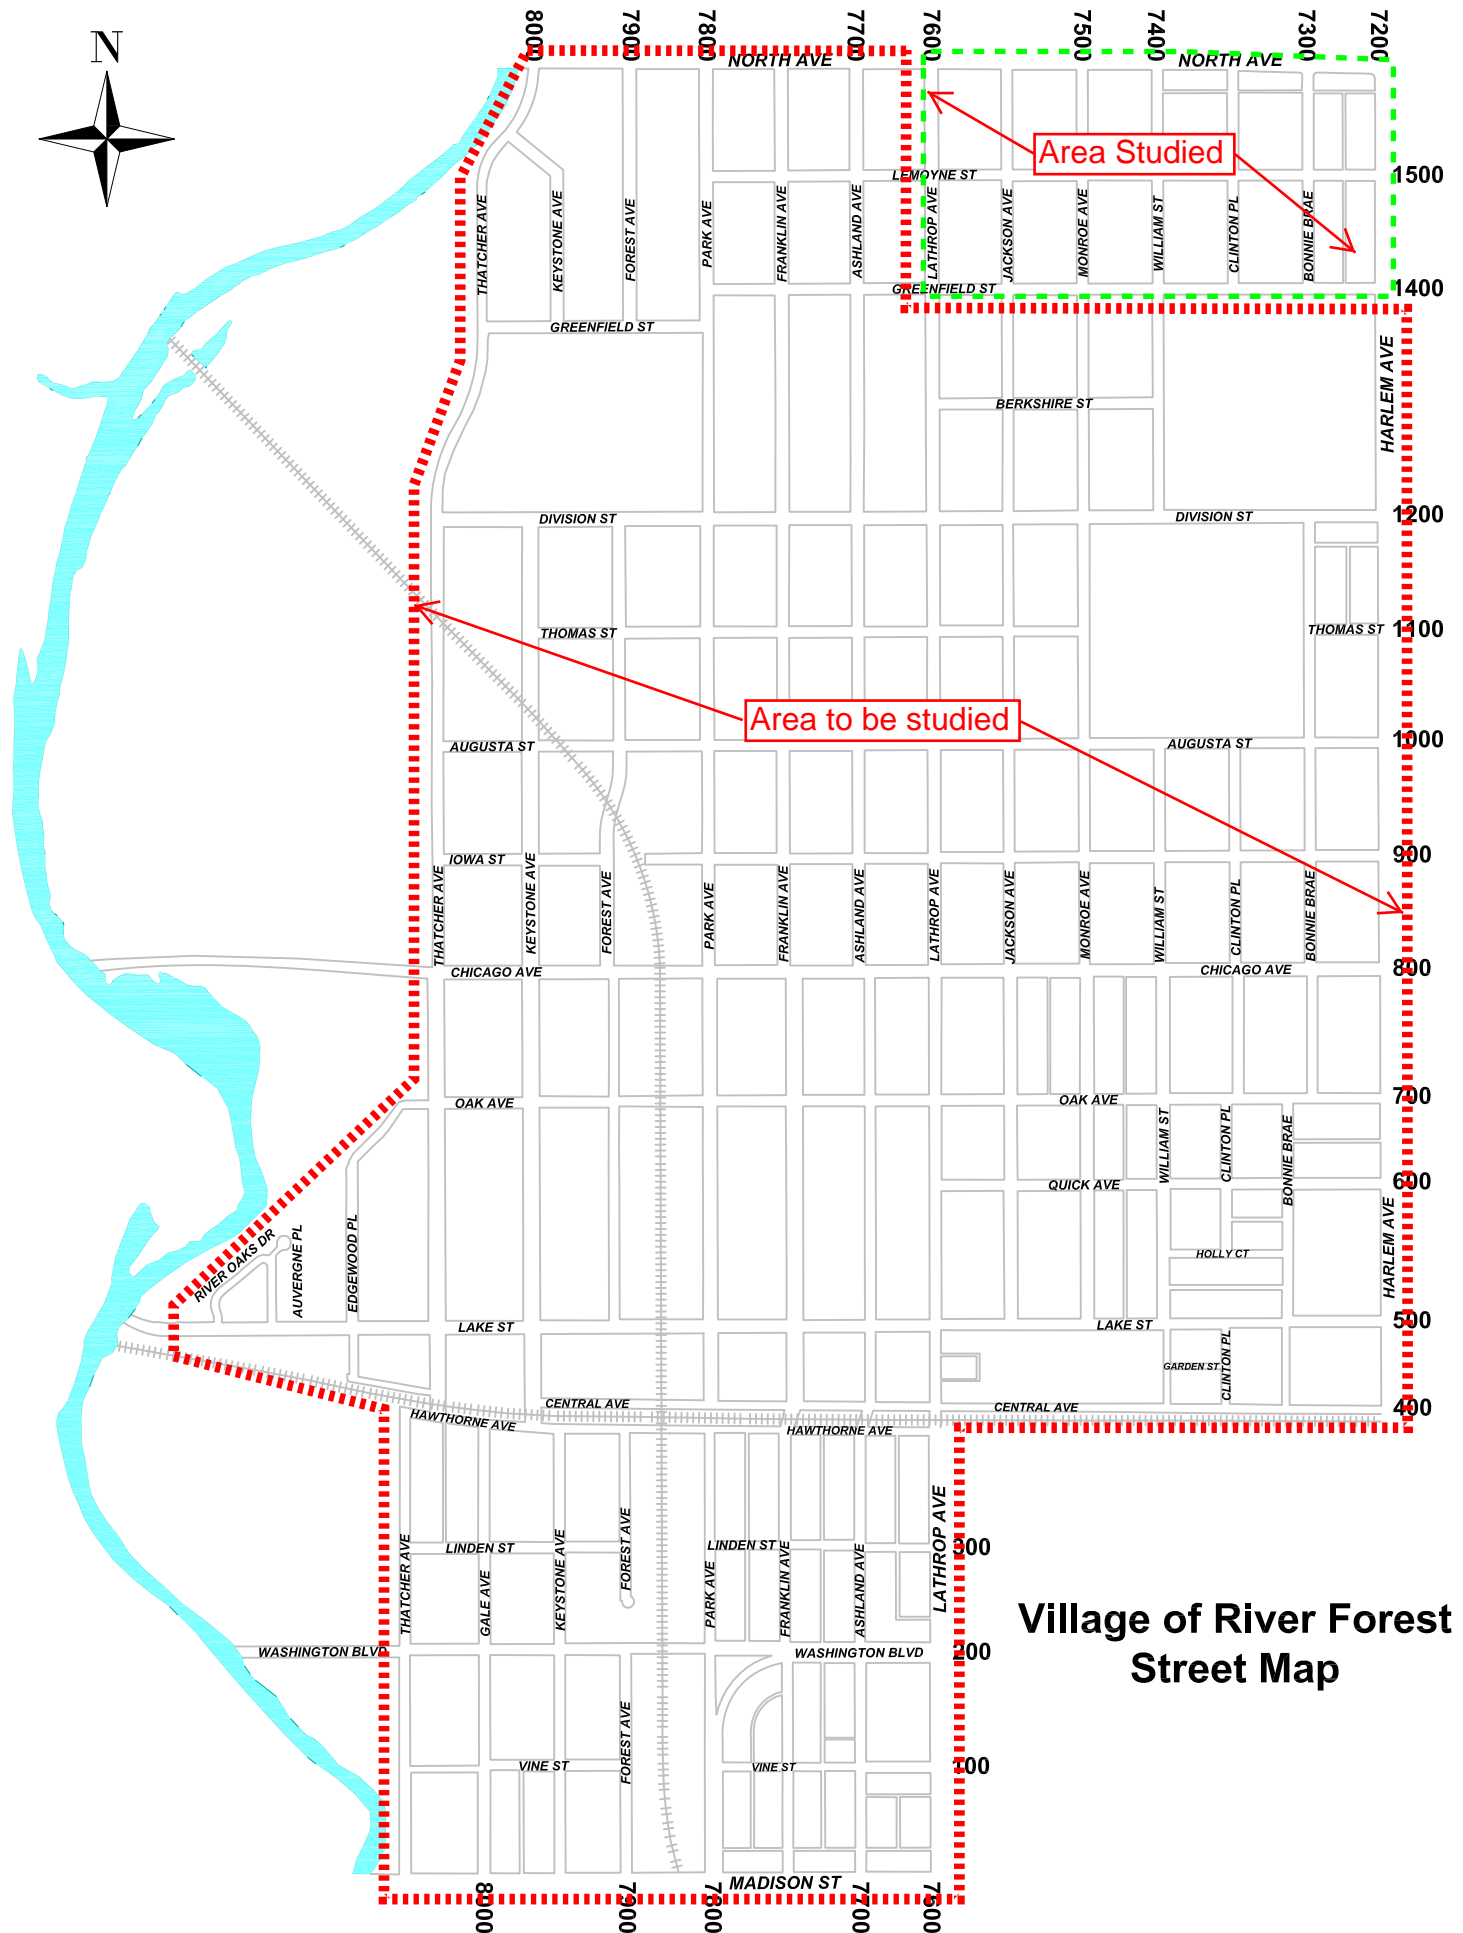 N
8000
7900
7800
7700
7600
7500
7400
7300
7200
NORTH AVE
NORTH AVE
Area Studied
LEMOYNE ST
1500
THATCHER AVE
KEYSTONE AVE
FOREST AVE
PARK AVE
FRANKLIN AVE
ASHLAND AVE
LATHROP AVE
JACKSON AVE
MONROE AVE
WILLIAM ST
CLINTON PL
BONNIE BRAE
GREENFIELD ST
1400
GREENFIELD ST
HARLEM AVE
BERKSHIRE ST
DIVISION ST
DIVISION ST
1200
THOMAS ST
THOMAS ST
1100
Area to be studied
AUGUSTA ST
AUGUSTA ST
1000
IOWA ST
900
THATCHER AVE
KEYSTONE AVE
FOREST AVE
PARK AVE
FRANKLIN AVE
ASHLAND AVE
LATHROP AVE
JACKSON AVE
MONROE AVE
WILLIAM ST
CLINTON PL
BONNIE BRAE
CHICAGO AVE
CHICAGO AVE
800
OAK AVE
OAK AVE
700
WILLIAM ST
CLINTON PL
BONNIE BRAE
QUICK AVE
600
RIVER OAKS DR
AUVERGNE PL
EDGEWOOD PL
HOLLY CT
HARLEM AVE
LAKE ST
LAKE ST
500
GARDEN ST
CLINTON PL
CENTRAL AVE
CENTRAL AVE
400
HAWTHORNE AVE
HAWTHORNE AVE
LATHROP AVE
LINDEN ST
LINDEN ST
300
THATCHER AVE
GALE AVE
KEYSTONE AVE
FOREST AVE
PARK AVE
FRANKLIN AVE
ASHLAND AVE
Village of River Forest
Street Map
WASHINGTON BLVD
WASHINGTON BLVD
200
FOREST AVE
VINE ST
VINE ST
100
MADISON ST
8000
7900
7800
7700
7600